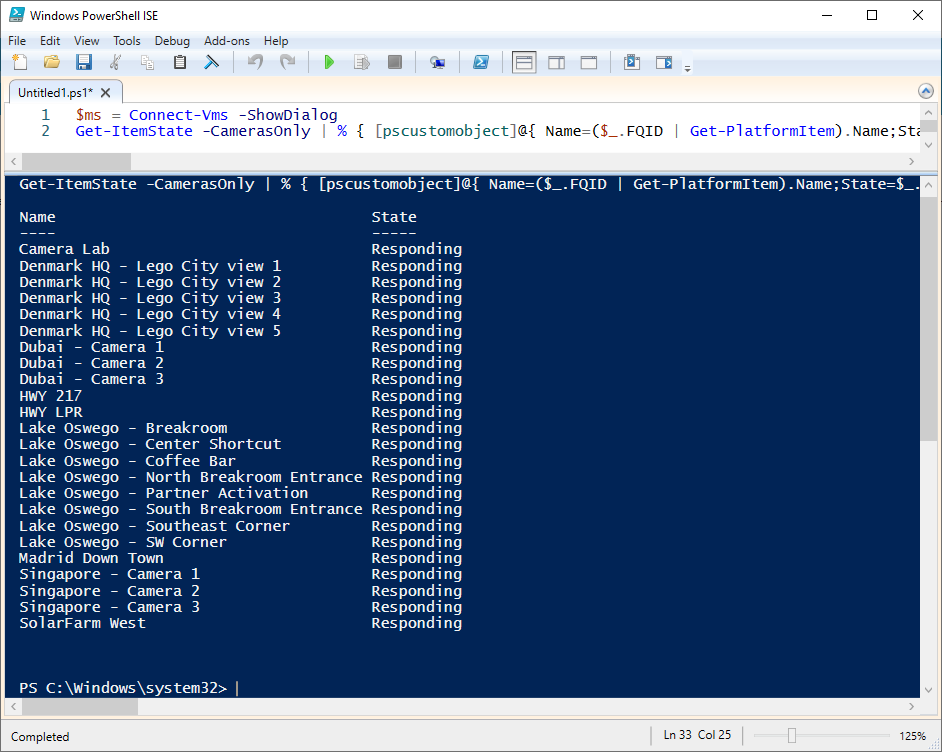 Windows PowerShell ISE
File Edit View Tools Debug Add-ons Help
Untitled1.ps1*
1 $ms = Connect-Vms -ShowDialog
2 Get-ItemState -CamerasOnly | % { [pscustomobject]@{ Name=($_.FQID | Get-PlatformItem).Name;Sta
Get-ItemState -CamerasOnly | % { [pscustomobject]@{ Name=($_.FQID | Get-PlatformItem).Name;State=$_.
Name State
---- -----
Camera Lab Responding
Denmark HQ - Lego City view 1 Responding
Denmark HQ - Lego City view 2 Responding
Denmark HQ - Lego City view 3 Responding
Denmark HQ - Lego City view 4 Responding
Denmark HQ - Lego City view 5 Responding
Dubai - Camera 1 Responding
Dubai - Camera 2 Responding
Dubai - Camera 3 Responding
HWY 217 Responding
HWY LPR Responding
Lake Oswego - Breakroom Responding
Lake Oswego - Center Shortcut Responding
Lake Oswego - Coffee Bar Responding
Lake Oswego - North Breakroom Entrance Responding
Lake Oswego - Partner Activation Responding
Lake Oswego - South Breakroom Entrance Responding
Lake Oswego - Southeast Corner Responding
Lake Oswego - SW Corner Responding
Madrid Down Town Responding
Singapore - Camera 1 Responding
Singapore - Camera 2 Responding
Singapore - Camera 3 Responding
SolarFarm West Responding
PS C:\Windows\system32>
Completed Ln 33 Col 25 125%